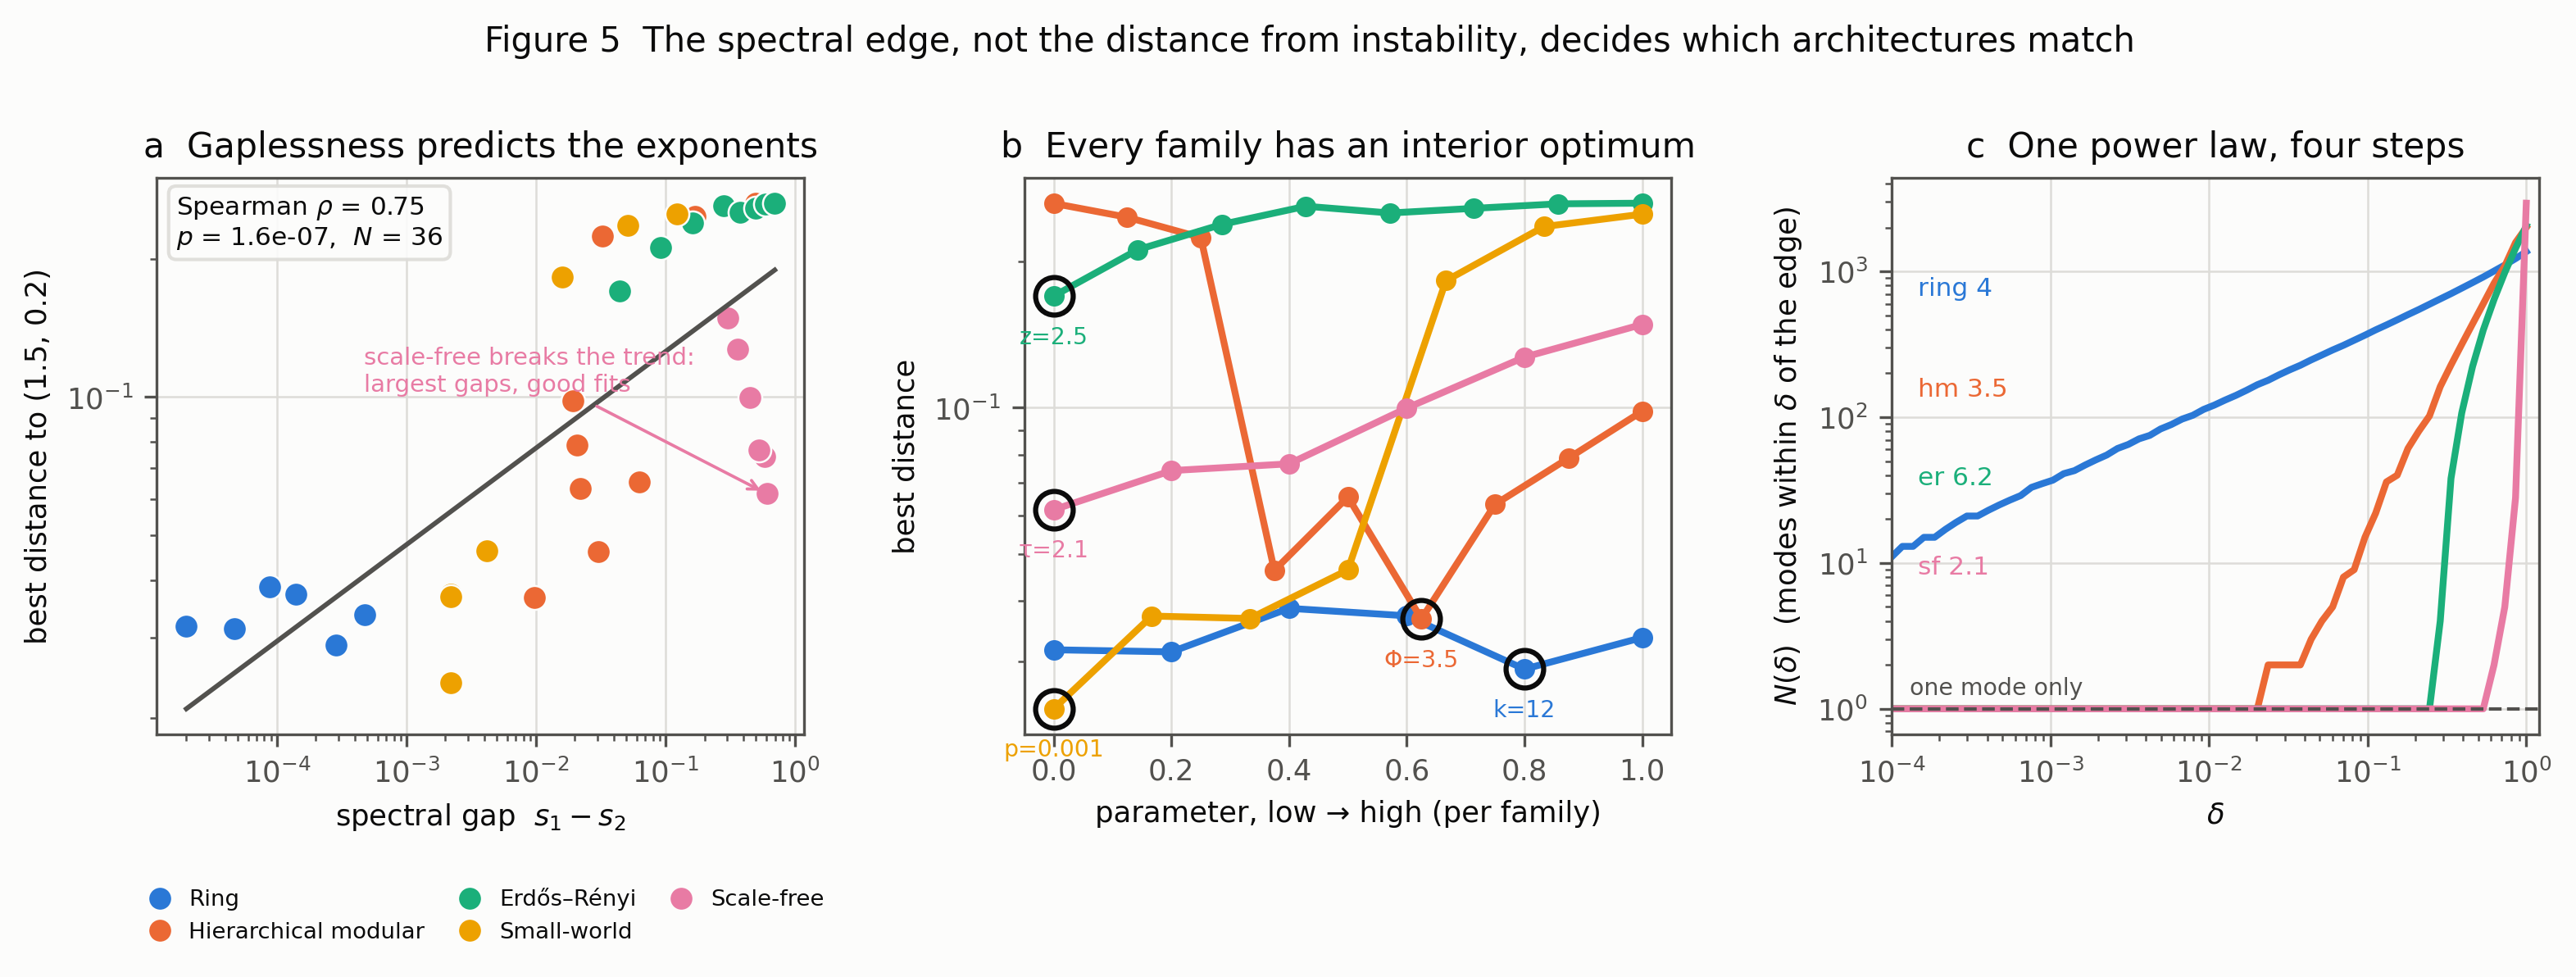 Figure 5  The spectral edge, not the distance from instability, decides which architectures match
a  Gaplessness predicts the exponents
Spearman ρ = 0.75
p = 1.6e-07,  N = 36
scale-free breaks the trend:
largest gaps, good fits
best distance to (1.5, 0.2)
10⁻¹
10⁻⁴ 10⁻³ 10⁻² 10⁻¹ 10⁰
spectral gap  s₁ − s₂
Ring
Hierarchical modular
Erdős–Rényi
Small-world
Scale-free
b  Every family has an interior optimum
best distance
10⁻¹
z=2.5
τ=2.1
Φ=3.5
k=12
p=0.001
0.0 0.2 0.4 0.6 0.8 1.0
parameter, low → high (per family)
c  One power law, four steps
N(δ)  (modes within δ of the edge)
10³
10²
10¹
10⁰
ring 4
hm 3.5
er 6.2
sf 2.1
one mode only
10⁻⁴ 10⁻³ 10⁻² 10⁻¹ 10⁰
δ